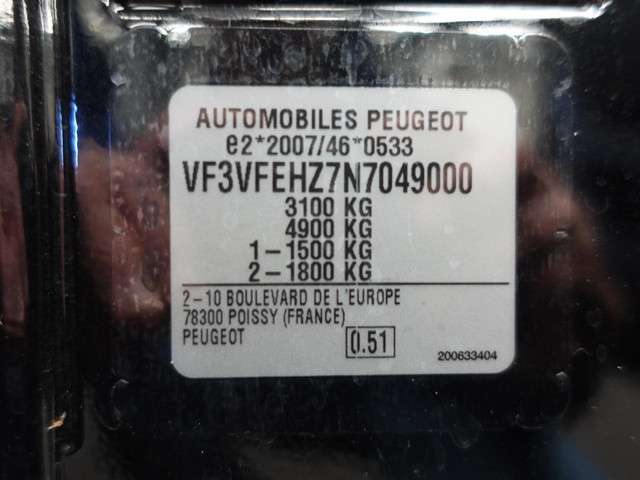 AUTOMOBILES PEUGEOT
e2*2007/46*0533
VF3VFEHZ7N7049000
3100 KG
4900 KG
1-1500 KG
2-1800 KG
2-10 BOULEVARD DE L'EUROPE
78300 POISSY (FRANCE)
PEUGEOT
0.51
200633404